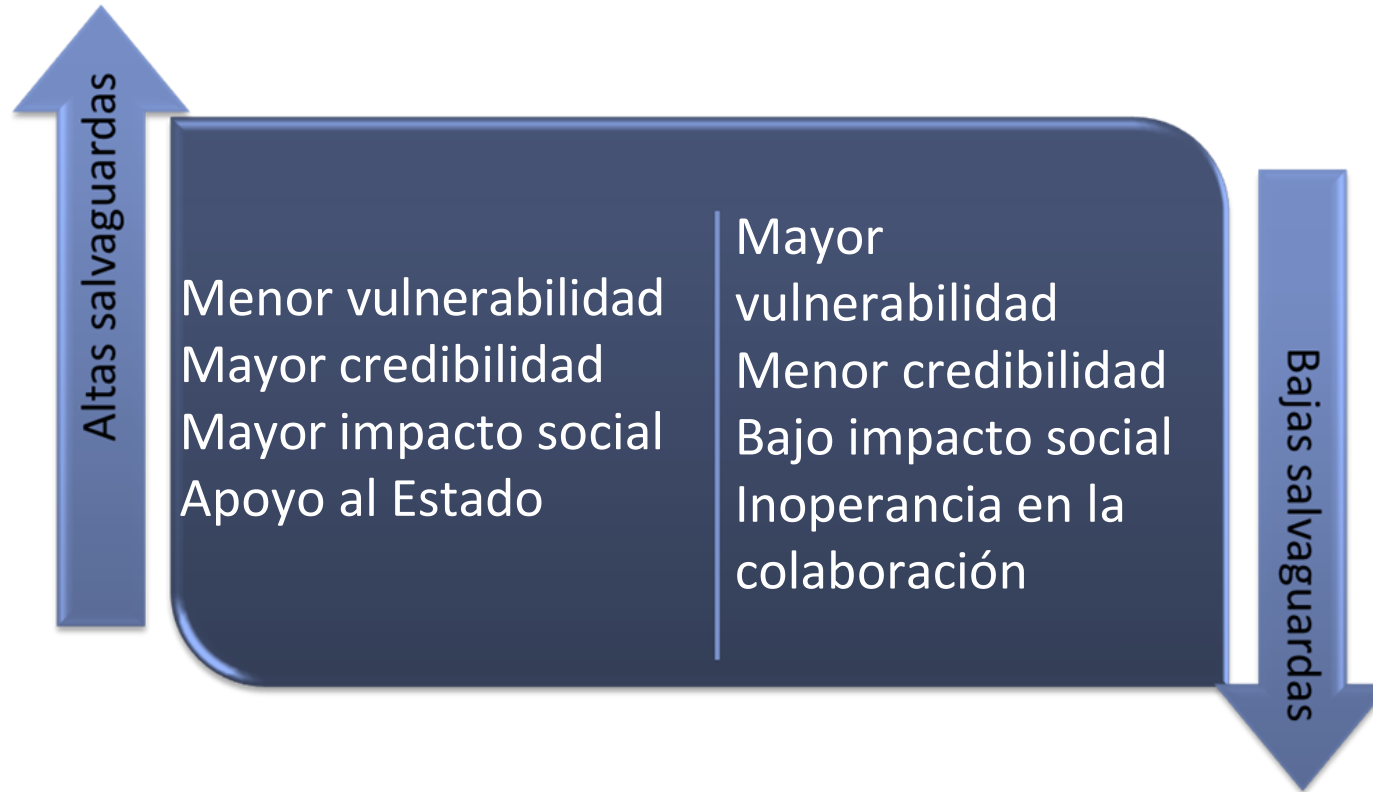 Altas salvaguardas
Menor vulnerabilidad
Mayor credibilidad
Mayor impacto social
Apoyo al Estado
Mayor
vulnerabilidad
Menor credibilidad
Bajo impacto social
Inoperancia en la
colaboración
Bajas salvaguardas